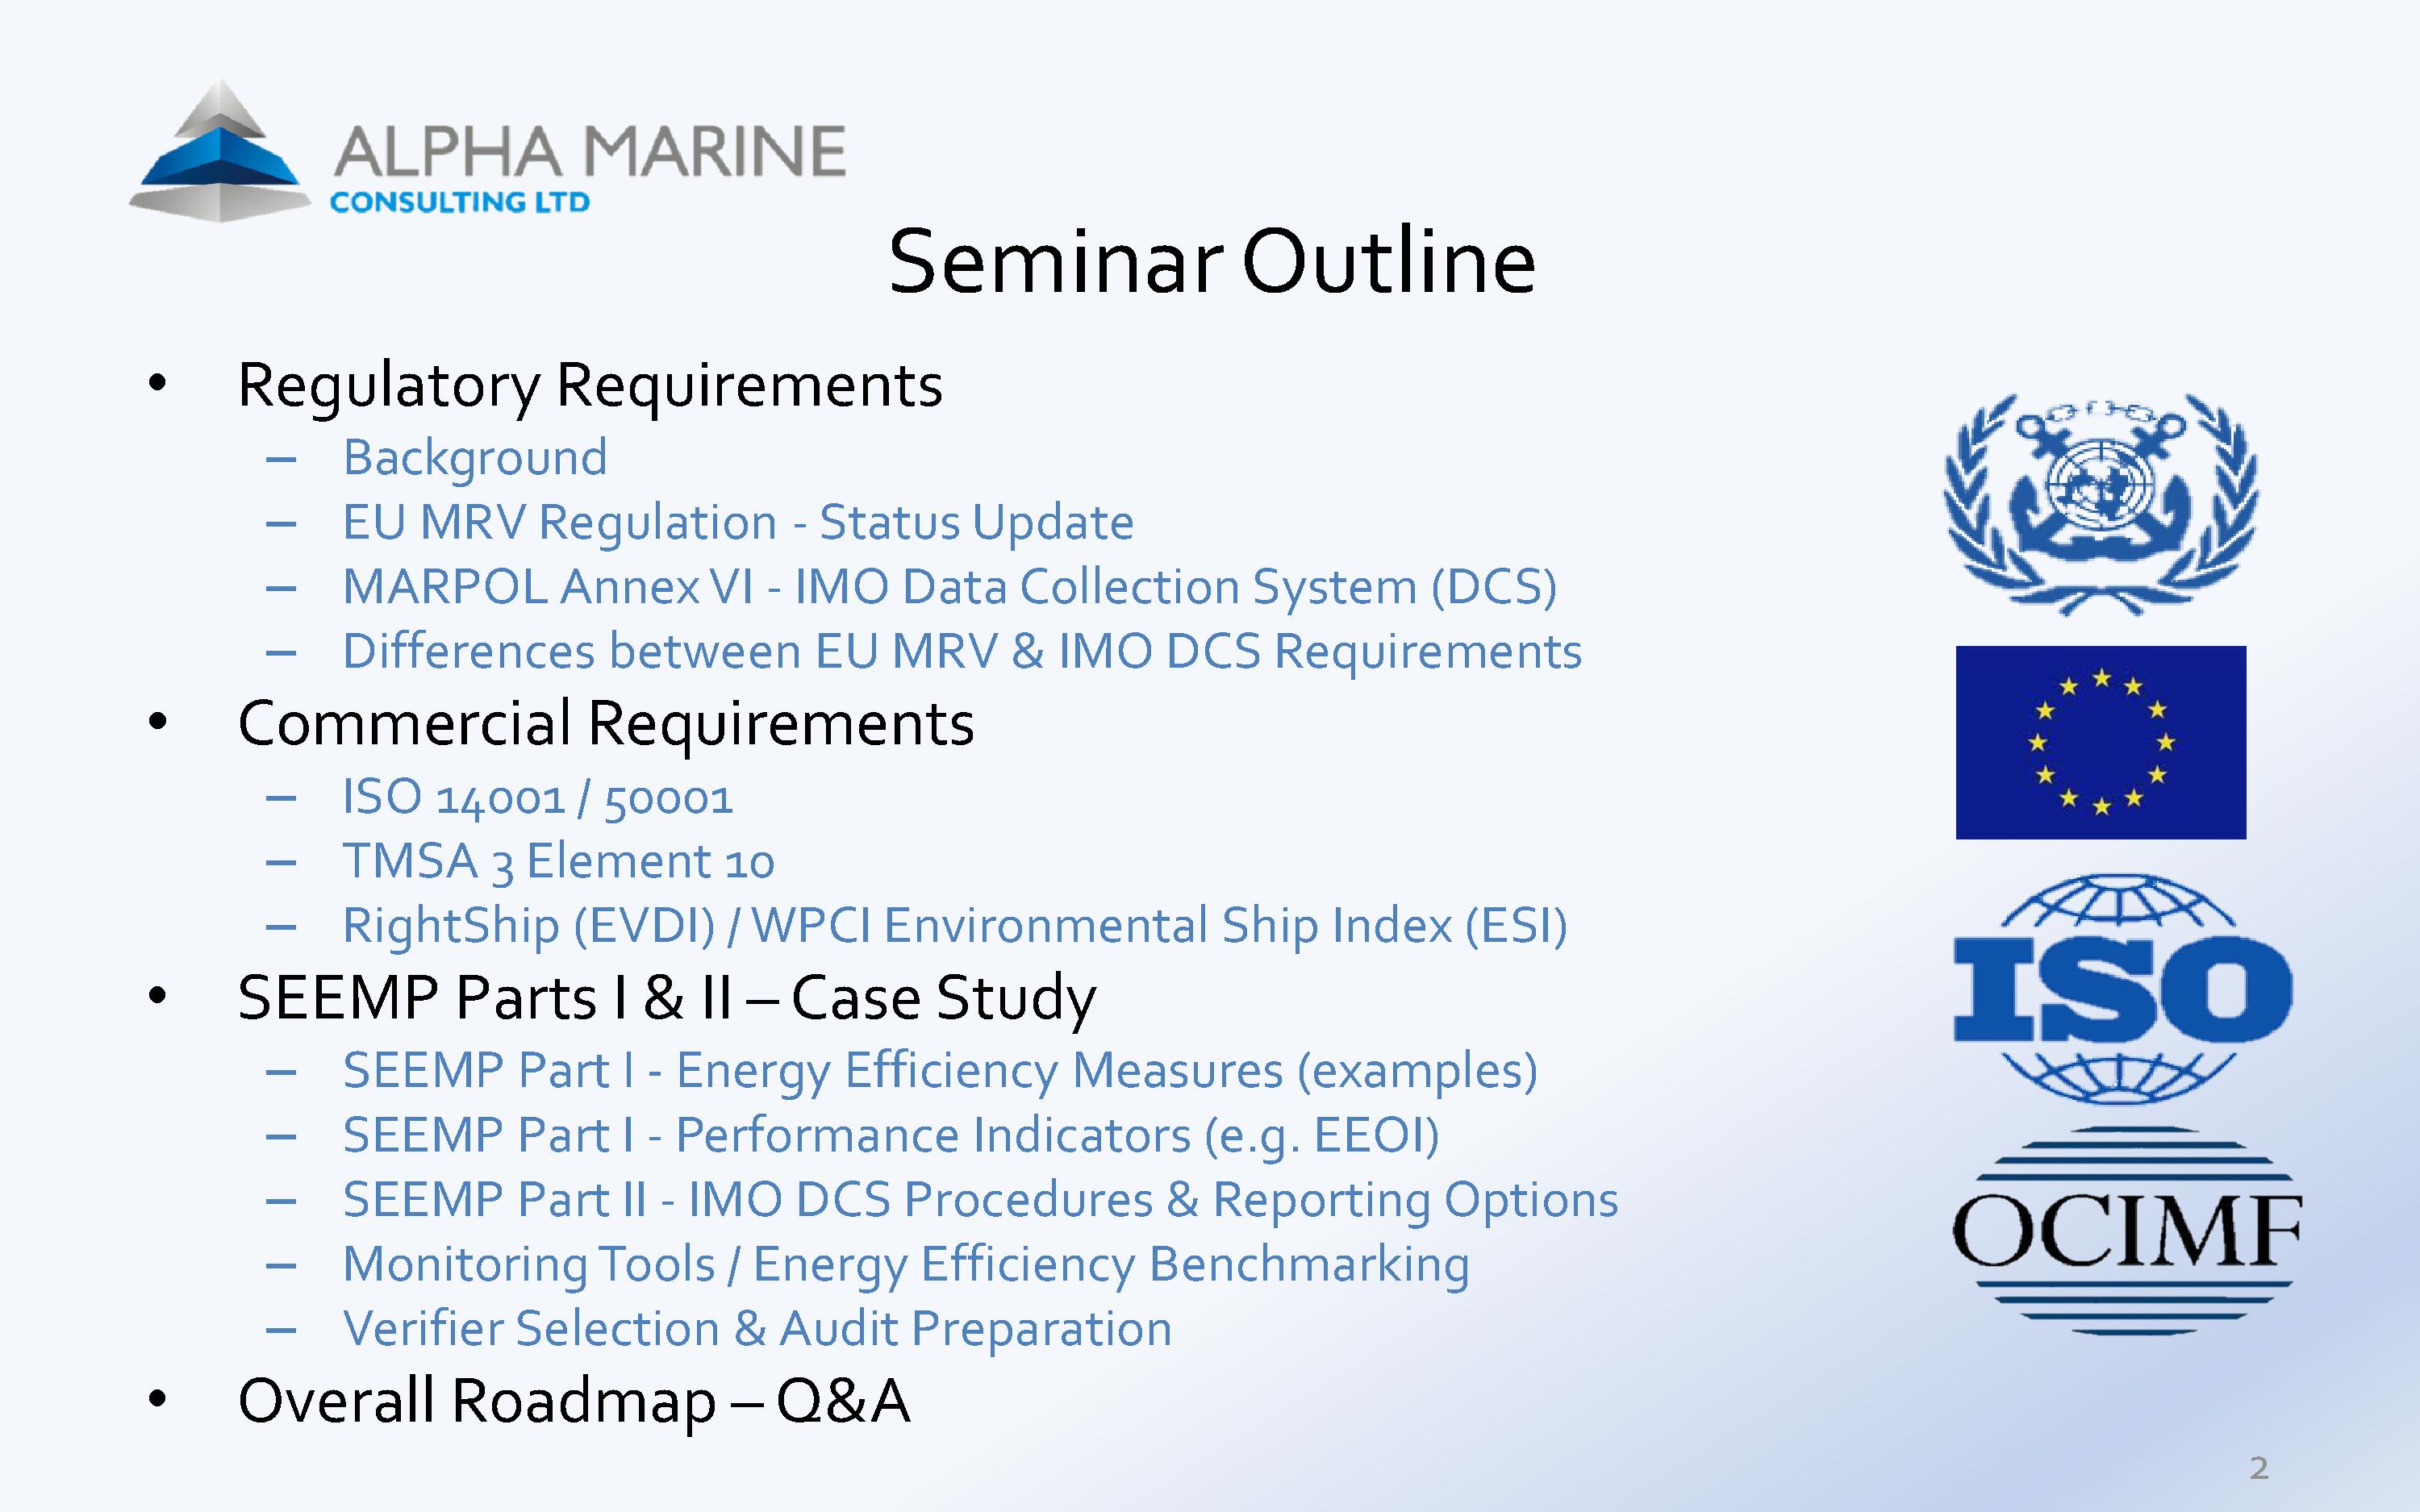 ALPHA MARINE
CONSULTING LTD
Seminar Outline
• Regulatory Requirements
– Background
– EU MRV Regulation - Status Update
– MARPOL Annex VI - IMO Data Collection System (DCS)
– Differences between EU MRV & IMO DCS Requirements
• Commercial Requirements
– ISO 14001 / 50001
– TMSA 3 Element 10
– RightShip (EVDI) / WPCI Environmental Ship Index (ESI)
• SEEMP Parts I & II – Case Study
– SEEMP Part I - Energy Efficiency Measures (examples)
– SEEMP Part I - Performance Indicators (e.g. EEOI)
– SEEMP Part II - IMO DCS Procedures & Reporting Options
– Monitoring Tools / Energy Efficiency Benchmarking
– Verifier Selection & Audit Preparation
• Overall Roadmap – Q&A
ISO
OCIMF
2